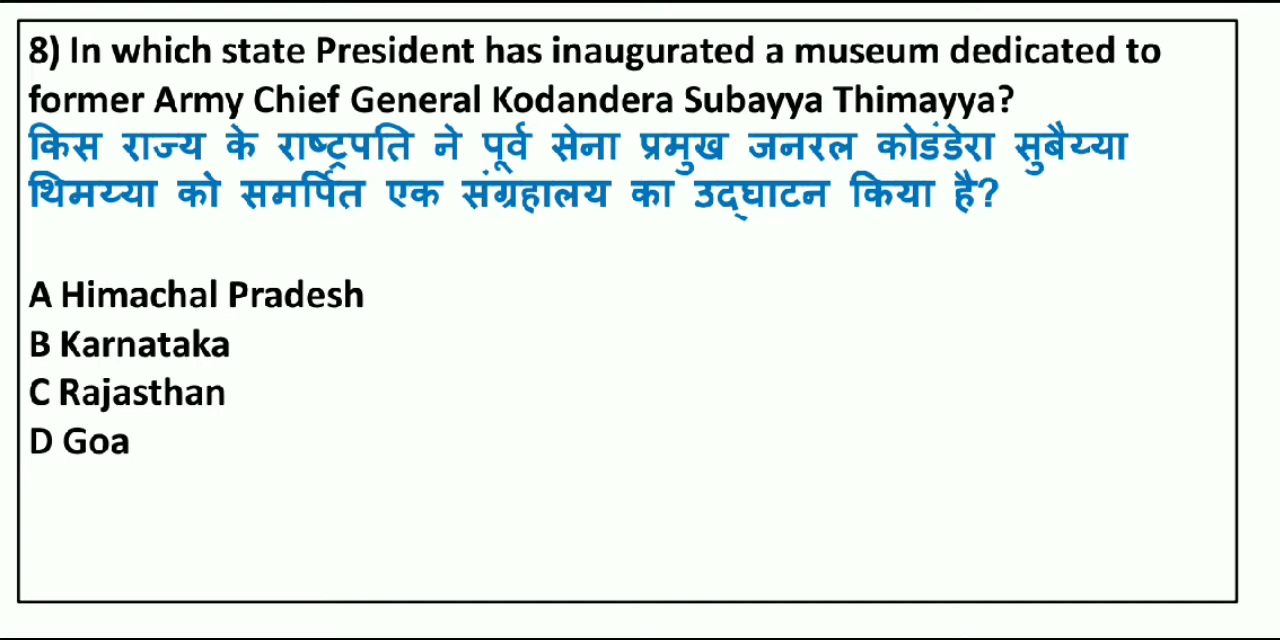 8) In which state President has inaugurated a museum dedicated to
former Army Chief General Kodandera Subayya Thimayya?
किस राज्य के राष्ट्रपति ने पूर्व सेना प्रमुख जनरल कोडंडेरा सुबैय्या
थिमय्या को समर्पित एक संग्रहालय का उद्घाटन किया है?
A Himachal Pradesh
B Karnataka
C Rajasthan
D Goa